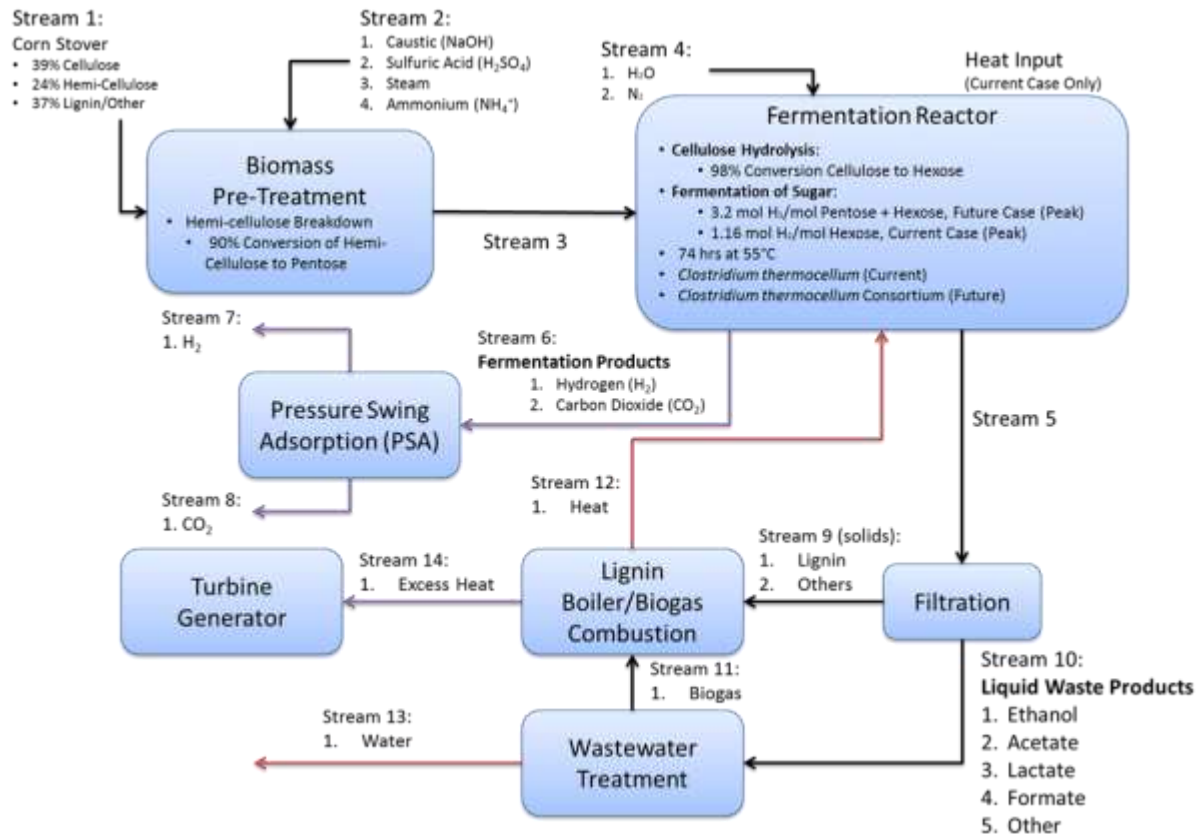 Stream 1:
Corn Stover
• 39% Cellulose
• 24% Hemi-Cellulose
• 37% Lignin/Other
Stream 2:
1. Caustic (NaOH)
2. Sulfuric Acid (H₂SO₄)
3. Steam
4. Ammonium (NH₄⁺)
Stream 4:
1. H₂O
2. N₂
Heat Input
(Current Case Only)
Biomass
Pre-Treatment
• Hemi-cellulose Breakdown
• 90% Conversion of Hemi-
Cellulose to Pentose
Stream 3
Fermentation Reactor
• Cellulose Hydrolysis:
• 98% Conversion Cellulose to Hexose
• Fermentation of Sugar:
• 3.2 mol H₂/mol Pentose + Hexose, Future Case (Peak)
• 1.16 mol H₂/mol Hexose, Current Case (Peak)
• 74 hrs at 55°C
• Clostridium thermocellum (Current)
• Clostridium thermocellum Consortium (Future)
Stream 7:
1. H₂
Stream 6:
Fermentation Products
1. Hydrogen (H₂)
2. Carbon Dioxide (CO₂)
Pressure Swing
Adsorption (PSA)
Stream 5
Stream 8:
1. CO₂
Stream 12:
1. Heat
Stream 9 (solids):
1. Lignin
2. Others
Stream 14:
1. Excess Heat
Turbine
Generator
Lignin
Boiler/Biogas
Combustion
Filtration
Stream 11:
1. Biogas
Stream 10:
Liquid Waste Products
1. Ethanol
2. Acetate
3. Lactate
4. Formate
5. Other
Stream 13:
1. Water
Wastewater
Treatment